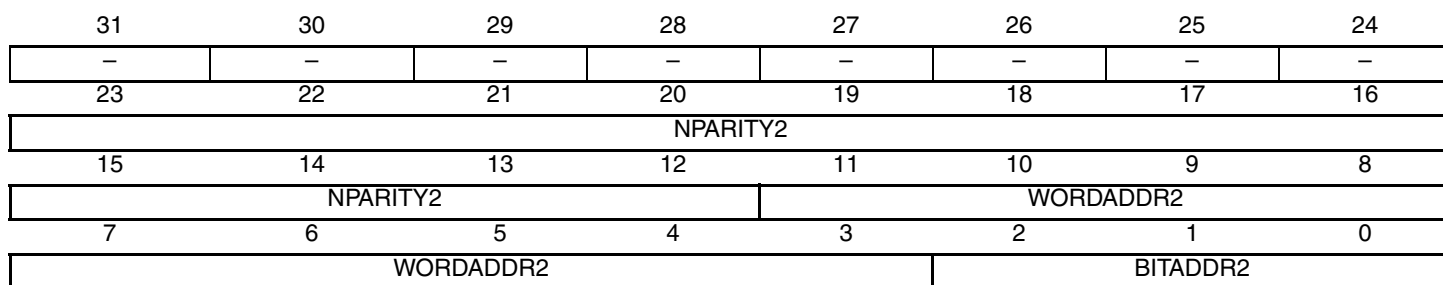 31 30 29 28 27 26 25 24
– – – – – – – –
23 22 21 20 19 18 17 16
NPARITY2
15 14 13 12 11 10 9 8
NPARITY2 WORDADDR2
7 6 5 4 3 2 1 0
WORDADDR2 BITADDR2